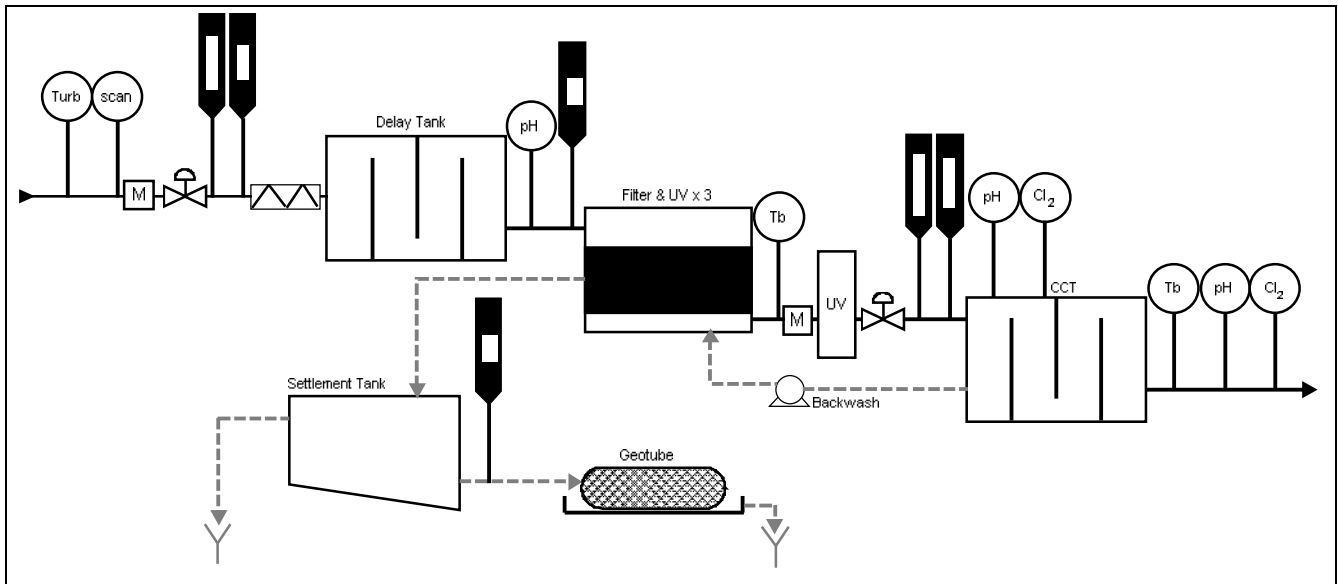 Turb
scan
M
Delay Tank
pH
Filter & UV x 3
Tb
M
UV
pH
Cl2
CCT
Tb
pH
Cl2
Settlement Tank
Backwash
Geotube